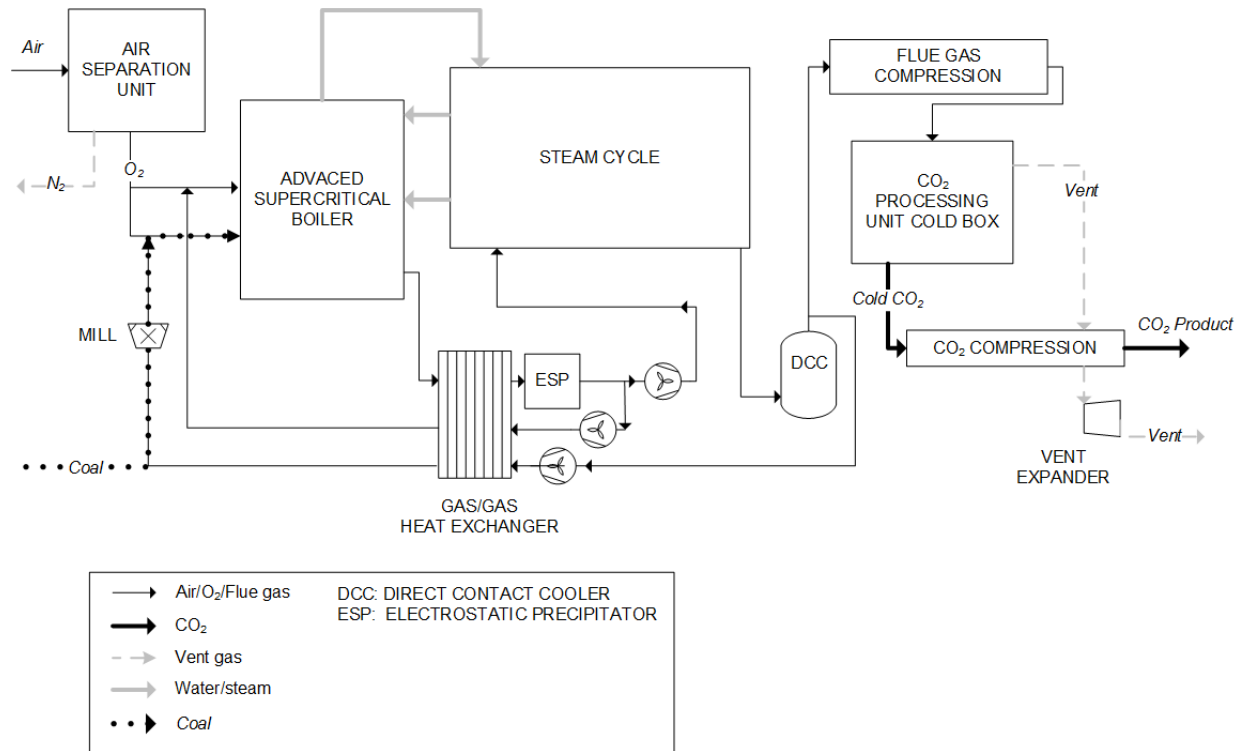 Air
AIR
SEPARATION
UNIT
O₂
N₂
ADVACED
SUPERCRITICAL
BOILER
STEAM CYCLE
FLUE GAS
COMPRESSION
CO₂
PROCESSING
UNIT COLD BOX
Vent
Cold CO₂
CO₂ Product
CO₂ COMPRESSION
MILL
ESP
DCC
Coal
Vent
VENT
EXPANDER
GAS/GAS
HEAT EXCHANGER
Air/O₂/Flue gas
CO₂
Vent gas
Water/steam
Coal
DCC: DIRECT CONTACT COOLER
ESP: ELECTROSTATIC PRECIPITATOR